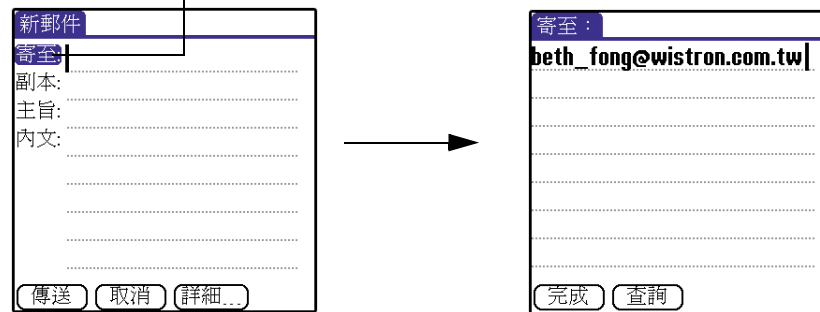 新郵件
寄至:
副本:
主旨:
內文:
傳送 取消 詳細...
寄至：
beth_fong@wistron.com.tw
完成 查詢